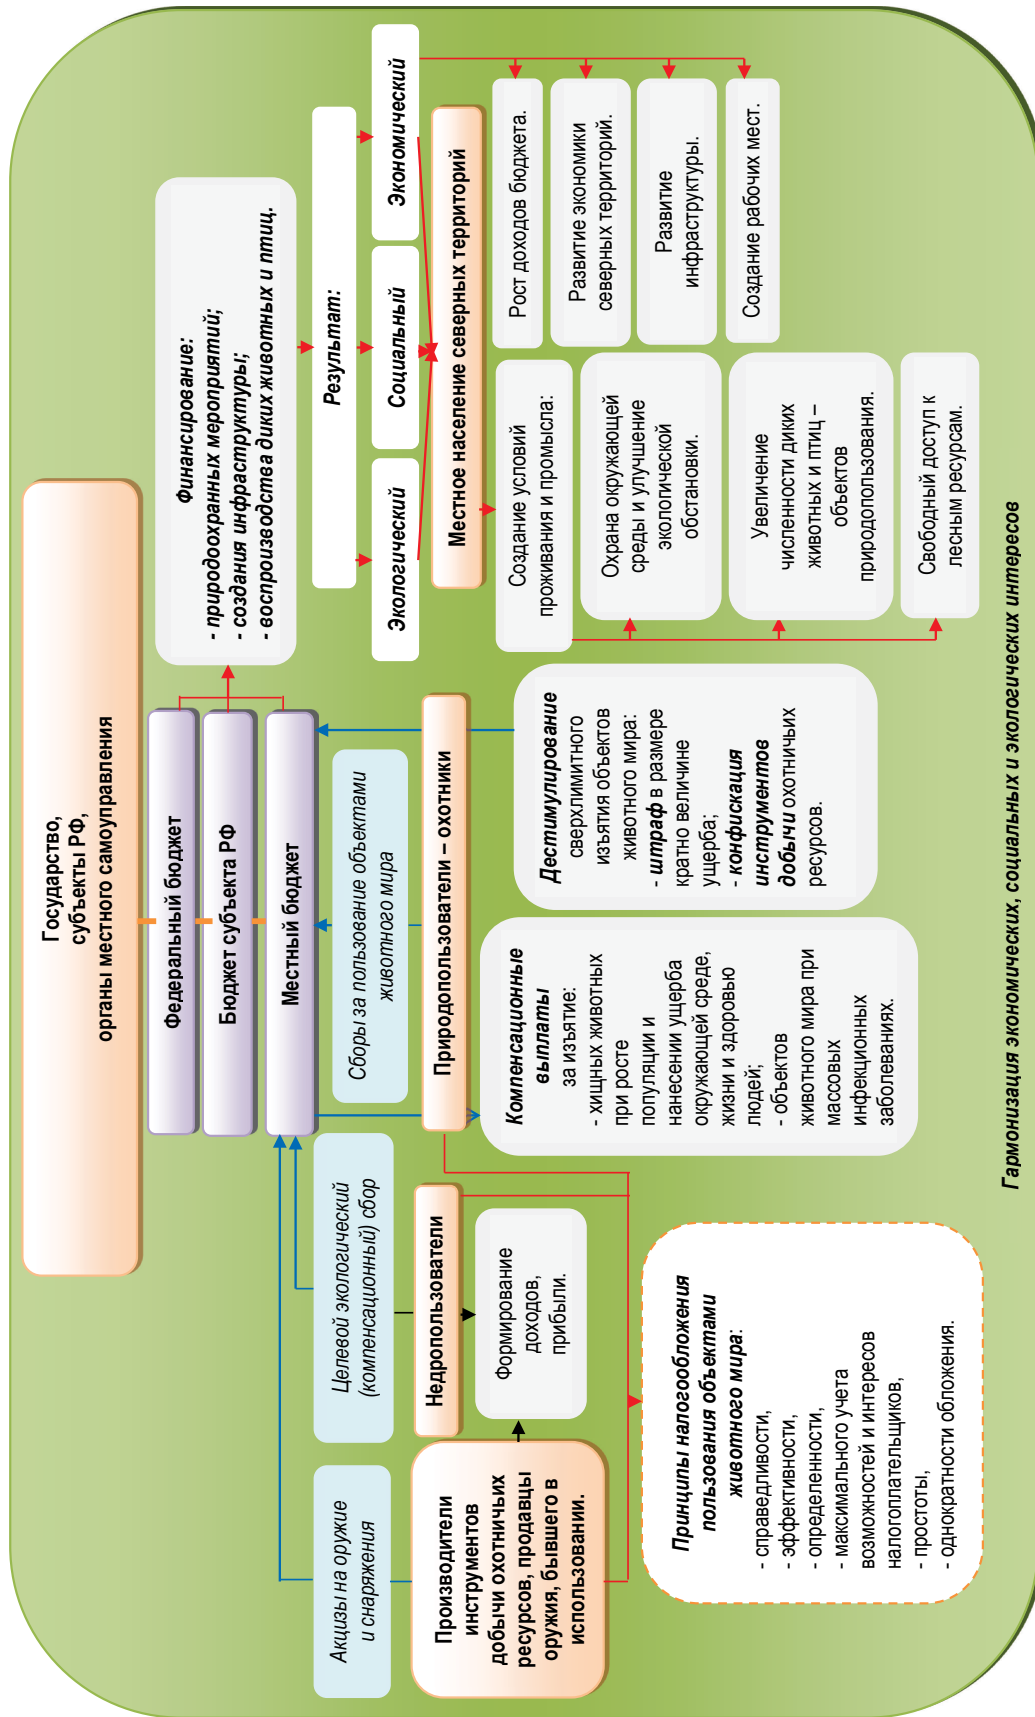 Государство,
субъекты РФ,
органы местного самоуправления
Федеральный бюджет
Бюджет субъекта РФ
Местный бюджет
Финансирование:
- природоохранных мероприятий;
- создания инфраструктуры;
- воспроизводства диких животных и птиц.
Акцизы на оружие
и снаряжения
Целевой экологический
(компенсационный) сбор
Сборы за пользование объектами
животного мира
Результат:
Экологический
Социальный
Экономический
Производители
инструментов
добычи охотничьих
ресурсов, продавцы
оружия, бывшего в
использовании.
Недропользователи
Природопользователи – охотники
Местное население северных территорий
Формирование
доходов,
прибыли.
Компенсационные
выплаты
за изъятие:
- хищных животных
при росте
популяции и
нанесении ущерба
окружающей среде,
жизни и здоровью
людей;
- объектов
животного мира при
массовых
инфекционных
заболеваниях.
Дестимулирование
сверхлимитного
изъятия объектов
животного мира:
- штраф в размере
кратно величине
ущерба;
- конфискация
инструментов
добычи охотничьих
ресурсов.
Создание условий
проживания и промысла:
Охрана окружающей
среды и улучшение
экологической
обстановки.
Увеличение
численности диких
животных и птиц –
объектов
природопользования.
Свободный доступ к
лесным ресурсам.
Рост доходов бюджета.
Развитие экономики
северных территорий.
Развитие
инфраструктуры.
Создание рабочих мест.
Принципы налогообложения
пользования объектами
животного мира:
- справедливости,
- эффективности,
- определенности,
- максимального учета
возможностей и интересов
налогоплательщиков,
- простоты,
- однократности обложения.
Гармонизация экономических, социальных и экологических интересов